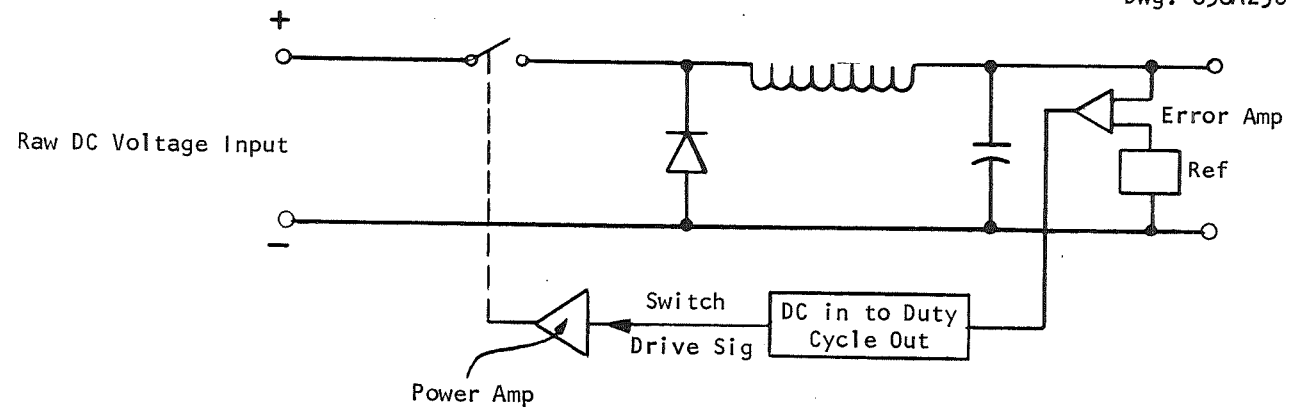 +
Raw DC Voltage Input
-
Error Amp
Ref
Switch
Drive Sig
DC in to Duty
Cycle Out
Power Amp